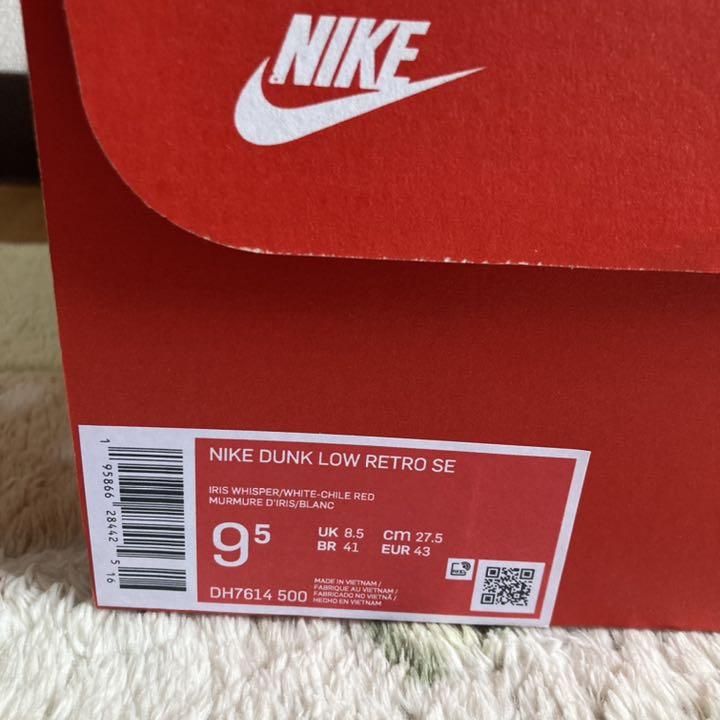 NIKE
NIKE DUNK LOW RETRO SE
IRIS WHISPER/WHITE-CHILE RED
MURMURE D'IRIS/BLANC
9⁵
UK 8.5
cm 27.5
BR 41
EUR 43
DH7614 500
MADE IN VIETNAM /
FABRIQUE AU VIETNAM /
FABRICADO NO VIETNÃ /
HECHO EN VIETNAM
1 95866 28442 5 16